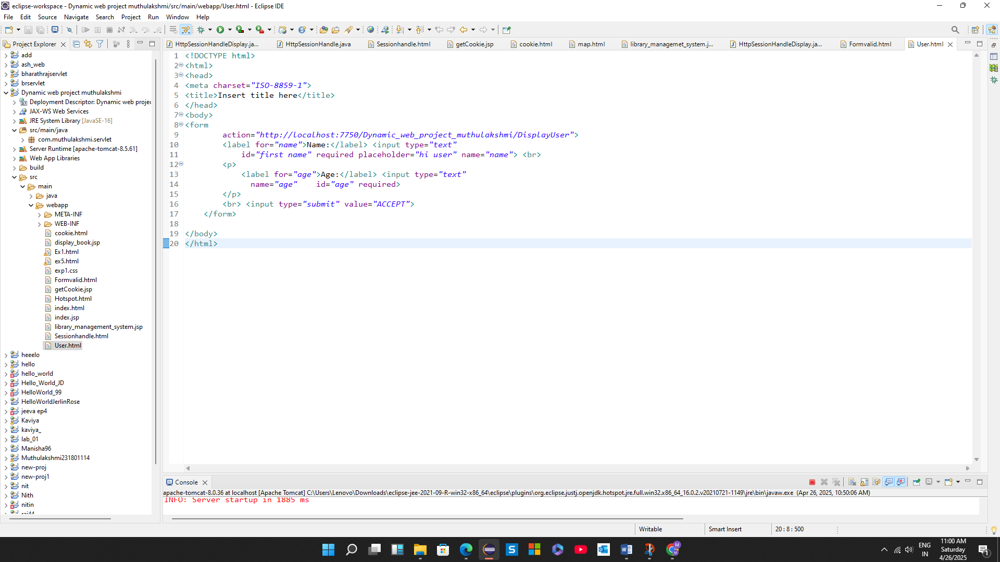 eclipse-workspace - Dynamic web project muthulakshmi/src/main/webapp/User.html - Eclipse IDE
File Edit Source Navigate Search Project Run Window Help
Project Explorer
HttpSessionHandleDisplay.ja... HttpSessionHandle.java Sessionhandle.html getCookie.jsp cookie.html map.html library_managemet_system.j... HttpSessionHandleDisplay.ja... Formvalid.html User.html
add
ash_web
bharathrajservlet
brservlet
Dynamic web project muthulakshmi
Deployment Descriptor: Dynamic web projec
JAX-WS Web Services
JRE System Library [JavaSE-16]
src/main/java
com.muthulakshmi.servlet
Server Runtime [apache-tomcat-8.5.61]
Web App Libraries
build
src
main
java
webapp
META-INF
WEB-INF
cookie.html
display_book.jsp
Ex1.html
ex5.html
exp1.css
Formvalid.html
getCookie.jsp
Hotspot.html
index.html
index.jsp
library_management_system.jsp
Sessionhandle.html
User.html
heeelo
hello
hello_world
Hello_World_JD
HelloWorld_99
HelloWorldJerlinRose
jeeva ep4
Kaviya
kaviya_
lab_01
Manisha96
Muthulakshmi231801114
new-proj
new-proj1
nit
Nith
nitin
raj44
1 <!DOCTYPE html>
2 <html>
3 <head>
4 <meta charset="ISO-8859-1">
5 <title>Insert title here</title>
6 </head>
7 <body>
8 <form
9 action="http://localhost:7750/Dynamic_web_project_muthulakshmi/DisplayUser">
10 <label for="name">Name:</label> <input type="text"
11 id="first name" required placeholder="hi user" name="name"> <br>
12 <p>
13 <label for="age">Age:</label> <input type="text"
14 name="age" id="age" required>
15 </p>
16 <br> <input type="submit" value="ACCEPT">
17 </form>
18
19 </body>
20 </html>
Console
apache-tomcat-8.0.36 at localhost [Apache Tomcat] C:\Users\Lenovo\Downloads\eclipse-jee-2021-09-R-win32-x86_64\eclipse\plugins\org.eclipse.justj.openjdk.hotspot.jre.full.win32.x86_64_16.0.2.v20210721-1149\jre\bin\javaw.exe (Apr 26, 2025, 10:50:06 AM)
INFO: Server startup in 1885 ms
Writable Smart Insert 20 : 8 : 500
ENG
IN
11:00 AM
Saturday
4/26/2025
1